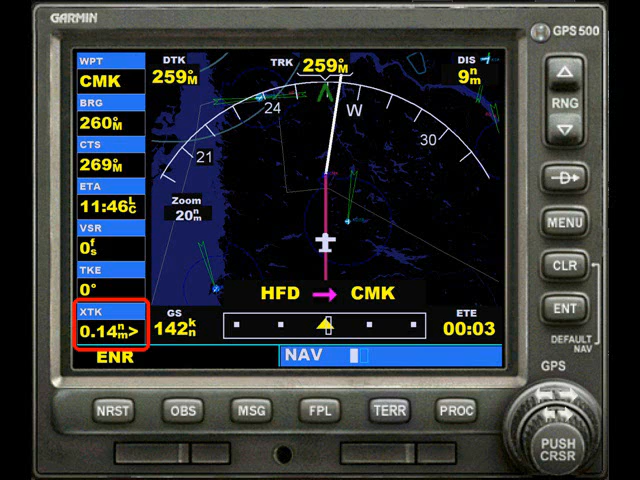 GARMIN
GPS 500
WPT
CMK
BRG
260°M
CTS
269°M
ETA
11:46LC
VSR
0fs
TKE
0°
XTK
0.14nm>
ENR
DTK
259°M
TRK 259°M
DIS
9nm
24
W
21
30
Zoom
20nm
HFD → CMK
GS
142kn
ETE
00:03
NAV
RNG
D
MENU
CLR
ENT
DEFAULT
NAV
GPS
PUSH
CRSR
NRST
OBS
MSG
FPL
TERR
PROC